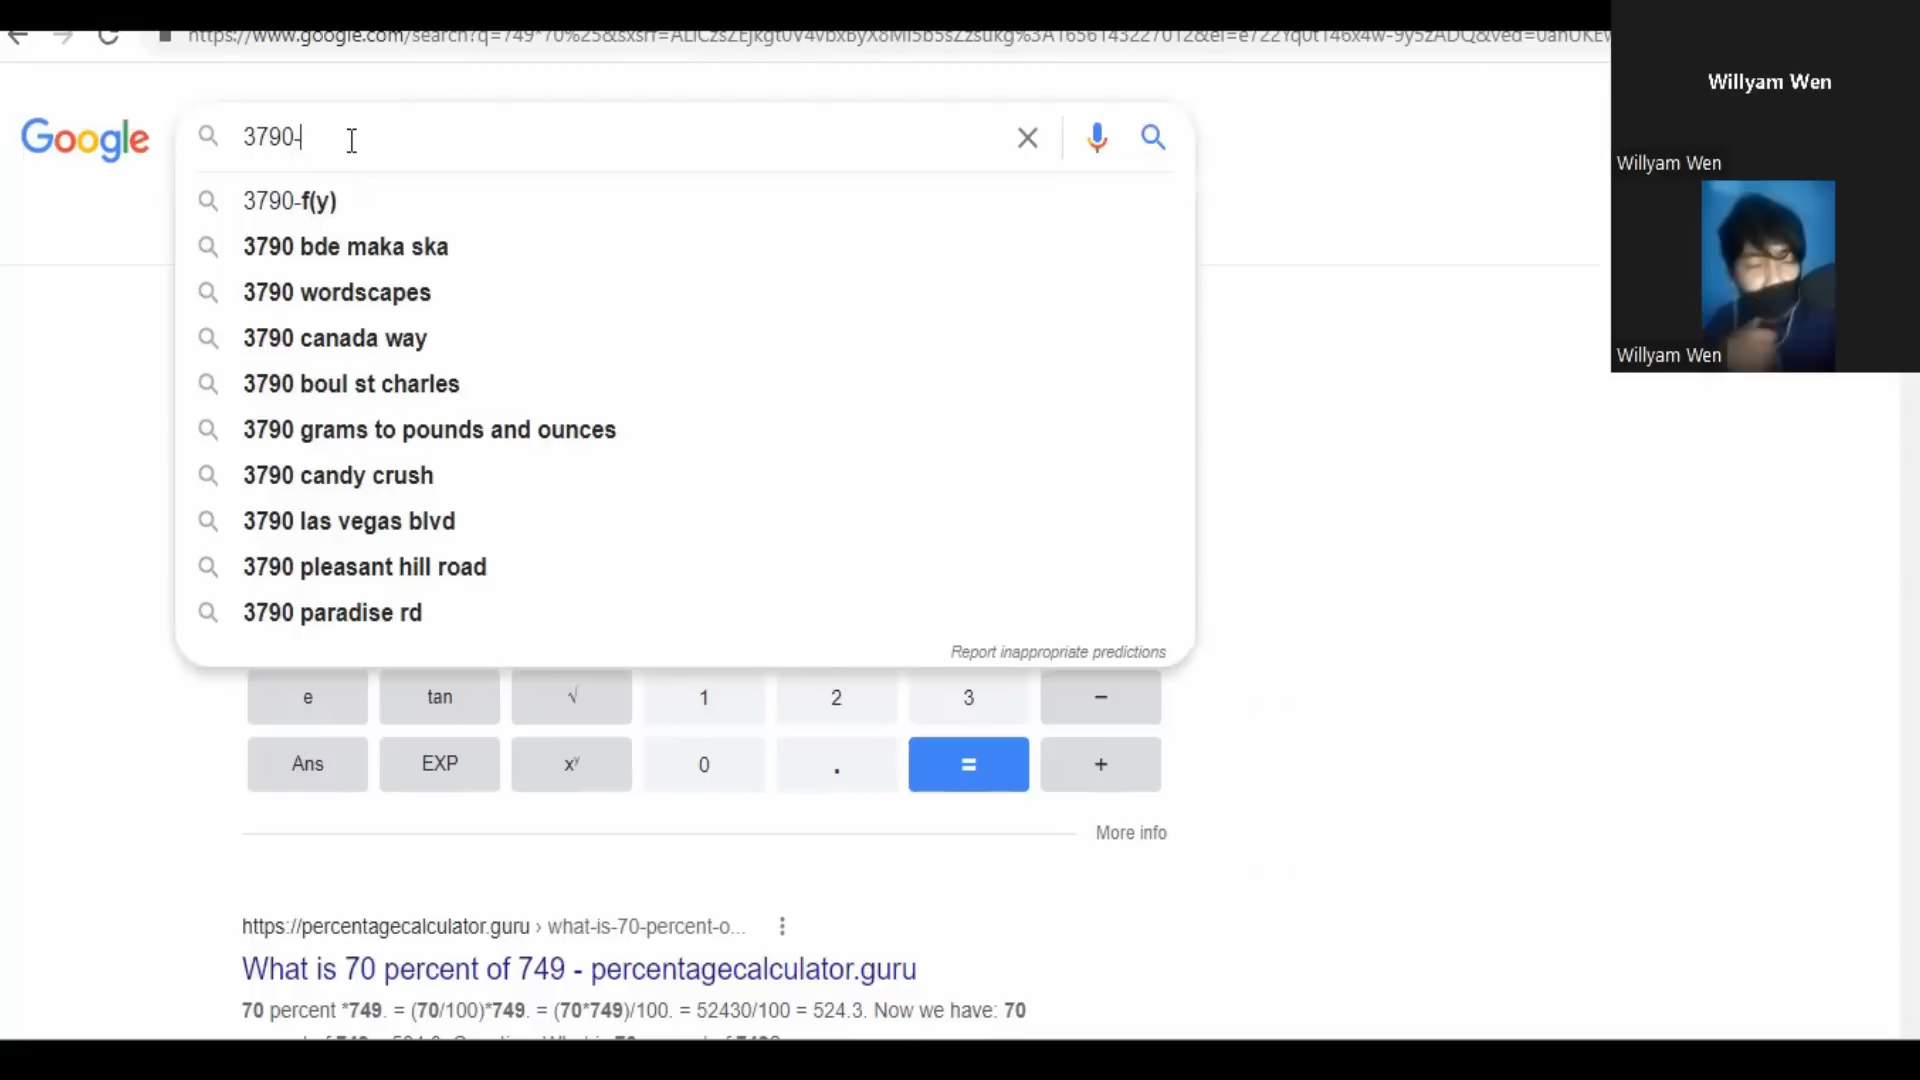 Willyam Wen
Google
3790-
3790-f(y)
3790 bde maka ska
3790 wordscapes
3790 canada way
3790 boul st charles
3790 grams to pounds and ounces
3790 candy crush
3790 las vegas blvd
3790 pleasant hill road
3790 paradise rd
Report inappropriate predictions
Willyam Wen
Willyam Wen
e tan √ 1 2 3 −
Ans EXP xʸ 0 . = +
More info
https://percentagecalculator.guru › what-is-70-percent-o...
What is 70 percent of 749 - percentagecalculator.guru
70 percent *749. = (70/100)*749. = (70*749)/100. = 52430/100 = 524.3. Now we have: 70